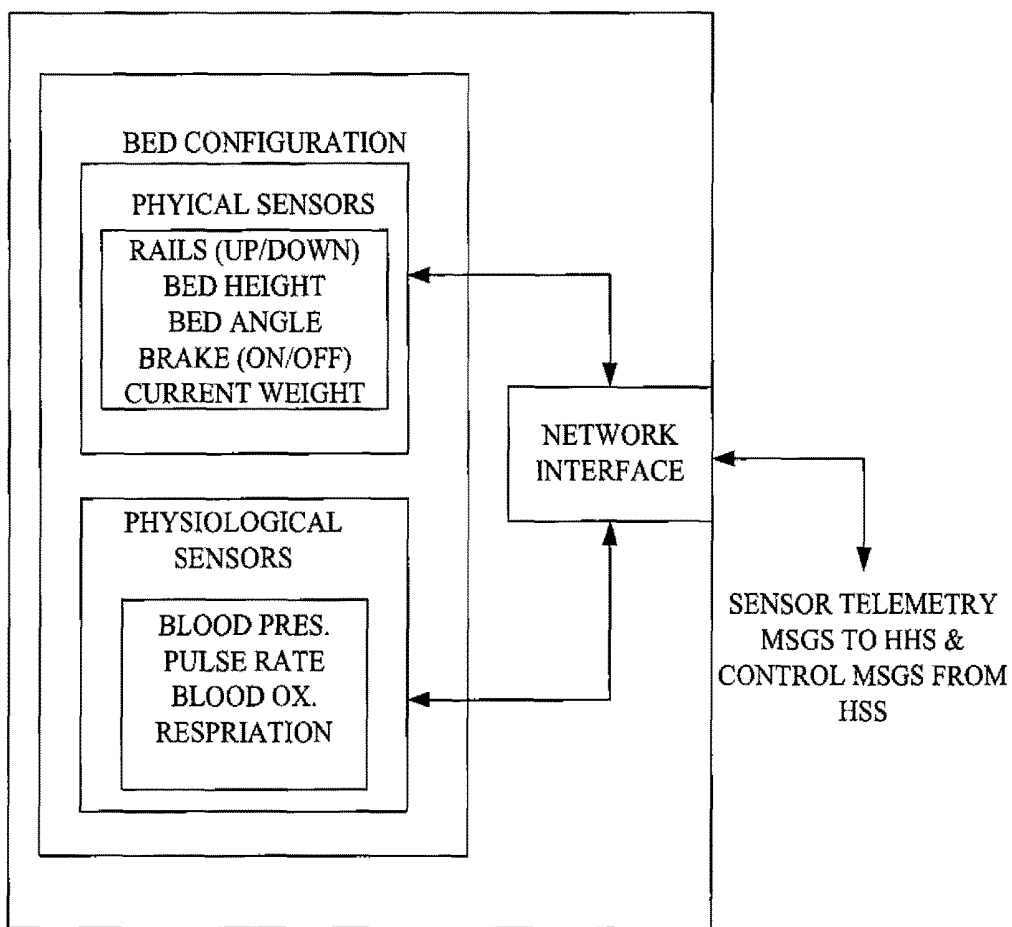 BED CONFIGURATION
PHYICAL SENSORS
RAILS (UP/DOWN)
BED HEIGHT
BED ANGLE
BRAKE (ON/OFF)
CURRENT WEIGHT
NETWORK
INTERFACE
PHYSIOLOGICAL
SENSORS
BLOOD PRES.
PULSE RATE
BLOOD OX.
RESPRIATION
SENSOR TELEMETRY
MSGS TO HHS &
CONTROL MSGS FROM
HSS